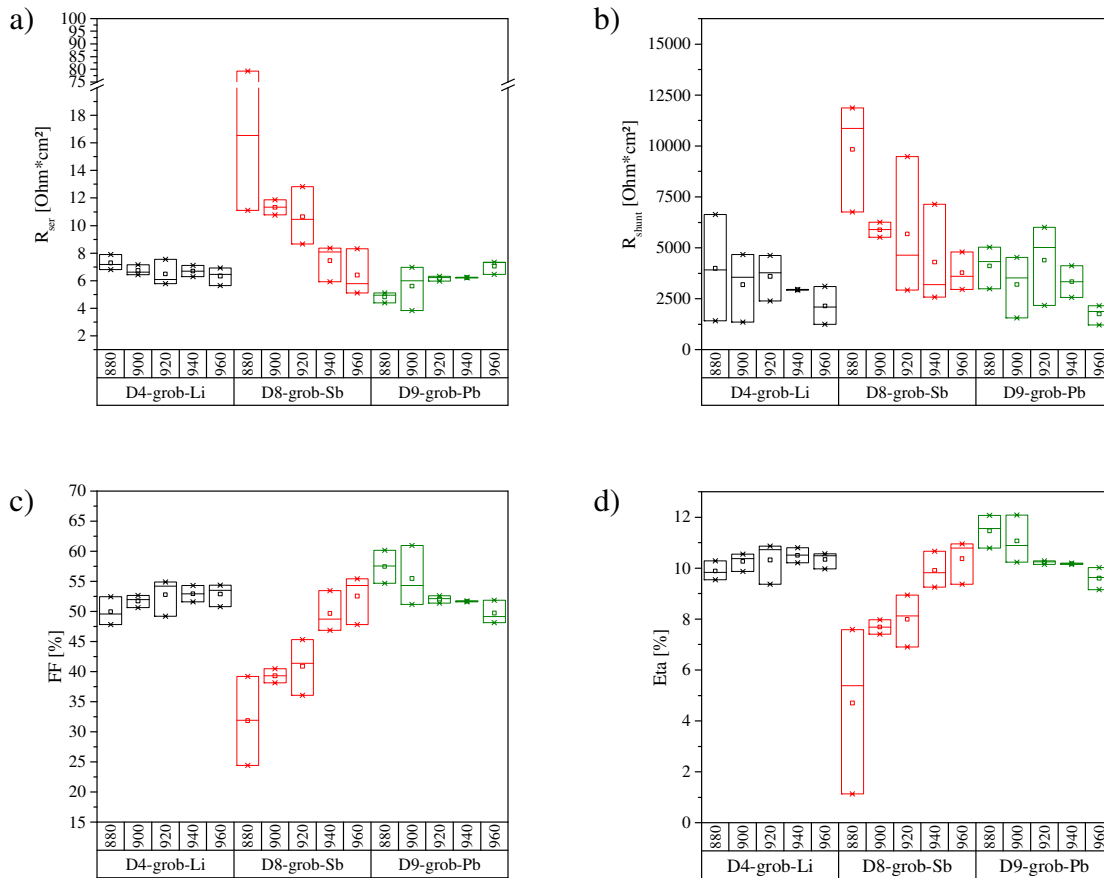 a)
100
95
90
85
80
75
16
14
12
10
8
6
4
2
R_ser [Ohm*cm²]
880 900 920 940 960 880 900 920 940 960 880 900 920 940 960
D4-grob-Li D8-grob-Sb D9-grob-Pb
b)
15000
12500
10000
7500
5000
2500
0
R_shunt [Ohm*cm²]
880 900 920 940 960 880 900 920 940 960 880 900 920 940 960
D4-grob-Li D8-grob-Sb D9-grob-Pb
c)
70
65
60
55
50
45
40
35
30
25
20
15
FF [%]
880 900 920 940 960 880 900 920 940 960 880 900 920 940 960
D4-grob-Li D8-grob-Sb D9-grob-Pb
d)
12
10
8
6
4
2
0
Eta [%]
880 900 920 940 960 880 900 920 940 960 880 900 920 940 960
D4-grob-Li D8-grob-Sb D9-grob-Pb